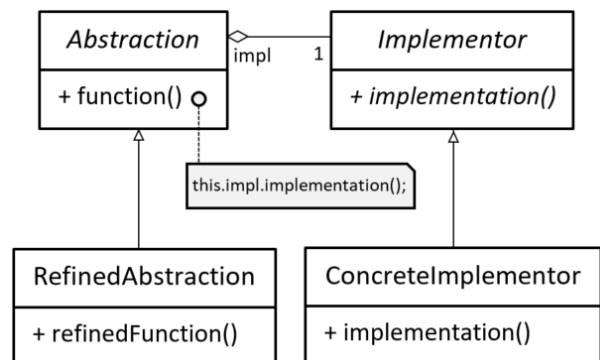 Abstraction
+ function()
impl
1
Implementor
+ implementation()
this.impl.implementation();
RefinedAbstraction
+ refinedFunction()
ConcreteImplementor
+ implementation()